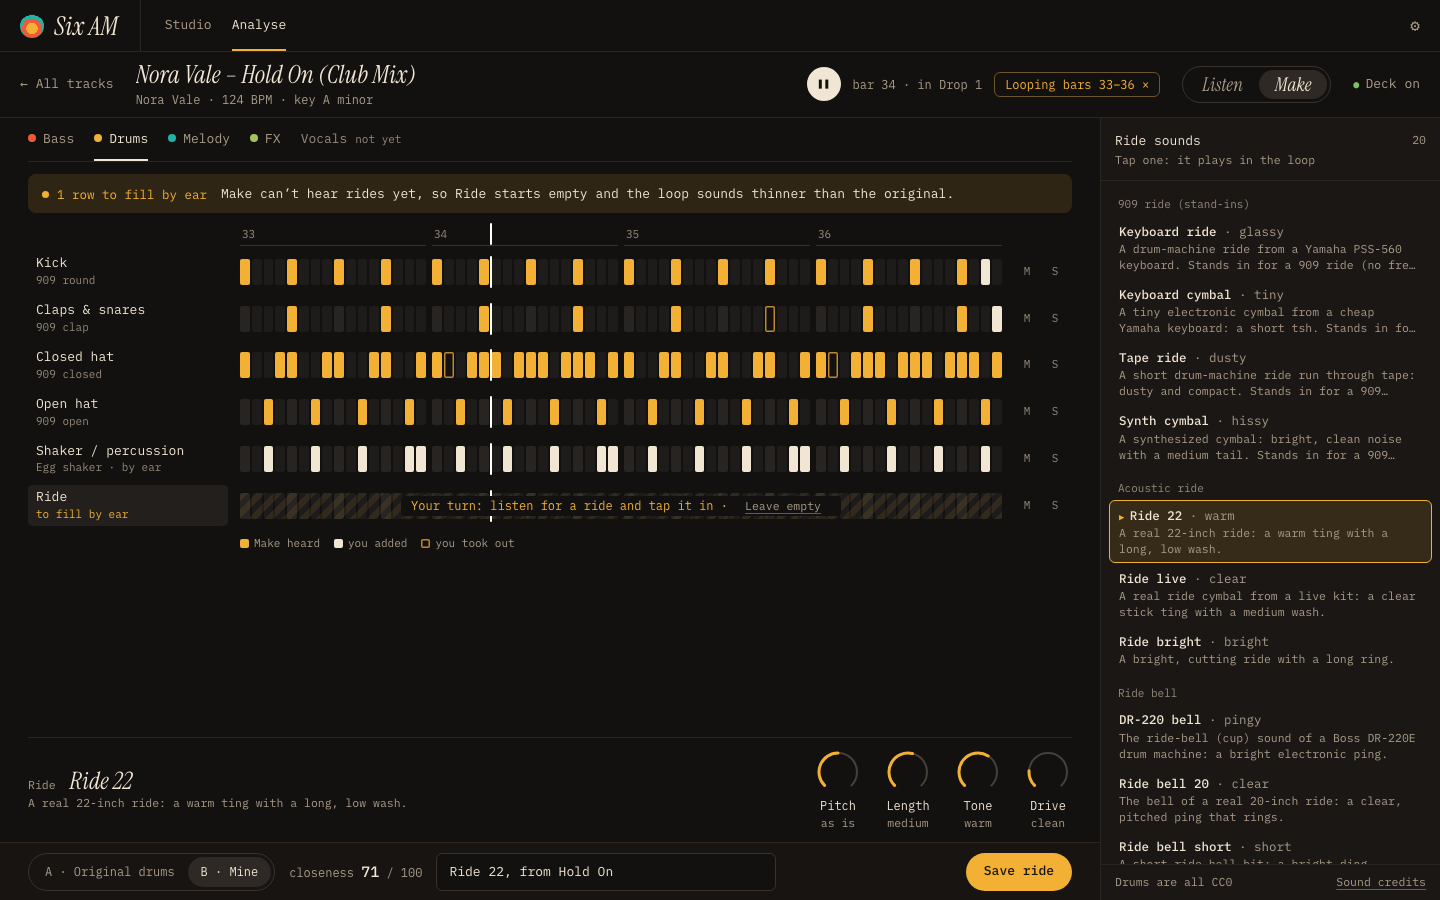 Six AM
Studio
Analyse
← All tracks
Nora Vale – Hold On (Club Mix)
Nora Vale · 124 BPM · key A minor
bar 34 · in Drop 1
Looping bars 33–36 ×
Listen
Make
Deck on
Bass
Drums
Melody
FX
Vocals not yet
1 row to fill by ear
Make can’t hear rides yet, so Ride starts empty and the loop sounds thinner than the original.
33
34
35
36
Kick
909 round
M S
Claps & snares
909 clap
M S
Closed hat
909 closed
M S
Open hat
909 open
M S
Shaker / percussion
Egg shaker · by ear
M S
Ride
to fill by ear
Your turn: listen for a ride and tap it in · Leave empty
M S
Make heard
you added
you took out
Ride Ride 22
A real 22-inch ride: a warm ting with a long, low wash.
Pitch
as is
Length
medium
Tone
warm
Drive
clean
A · Original drums
B · Mine
closeness 71 / 100
Ride 22, from Hold On
Save ride
Ride sounds
20
Tap one: it plays in the loop
909 ride (stand-ins)
Keyboard ride · glassy
A drum-machine ride from a Yamaha PSS-560
keyboard. Stands in for a 909 ride (no fre…
Keyboard cymbal · tiny
A tiny electronic cymbal from a cheap
Yamaha keyboard: a short tsh. Stands in fo…
Tape ride · dusty
A short drum-machine ride run through tape:
dusty and compact. Stands in for a 909…
Synth cymbal · hissy
A synthesized cymbal: bright, clean noise
with a medium tail. Stands in for a 909…
Acoustic ride
▶ Ride 22 · warm
A real 22-inch ride: a warm ting with a
long, low wash.
Ride live · clear
A real ride cymbal from a live kit: a clear
stick ting with a medium wash.
Ride bright · bright
A bright, cutting ride with a long ring.
Ride bell
DR-220 bell · pingy
The ride-bell (cup) sound of a Boss DR-220E
drum machine: a bright electronic ping.
Ride bell 20 · clear
The bell of a real 20-inch ride: a clear,
pitched ping that rings.
Ride bell short · short
A short ride bell hit: a bright ding
Drums are all CC0
Sound credits